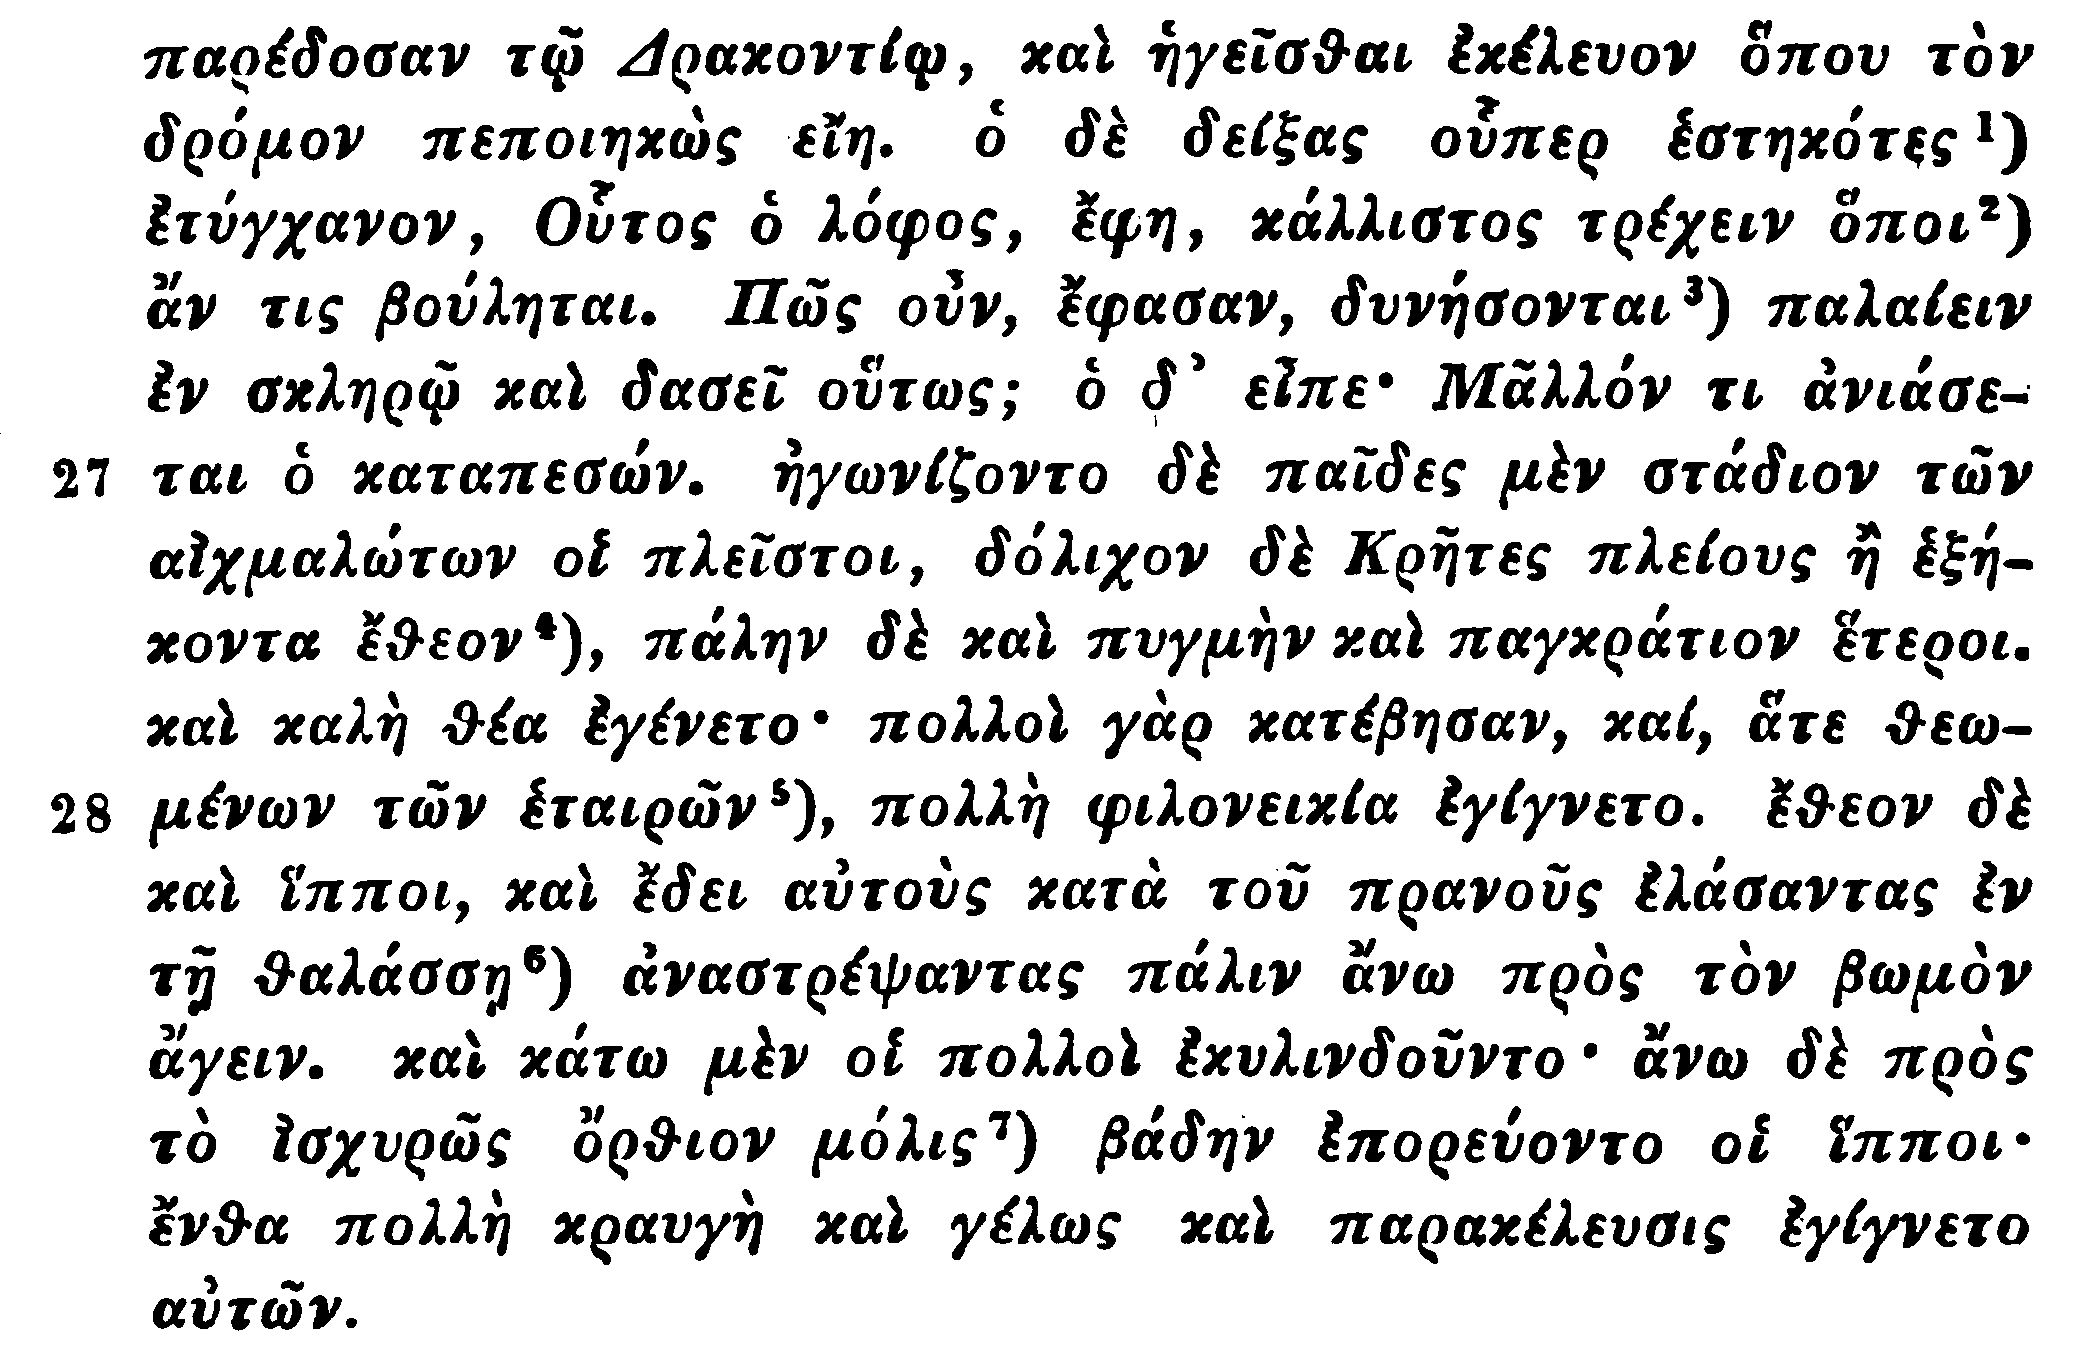 παρέδοσαν τῷ Δρακοντίῳ, καὶ ἡγεῖσθαι ἐκέλευον ὅπου τὸν
δρόμον πεποιηκὼς εἴη. ὁ δὲ δείξας οὗπερ ἑστηκότες¹)
ἐτύγχανον, Οὗτος ὁ λόφος, ἔφη, κάλλιστος τρέχειν ὅποι²)
ἄν τις βούληται. Πῶς οὖν, ἔφασαν, δυνήσονται³) παλαίειν
ἐν σκληρῷ καὶ δασεῖ οὕτως; ὁ δ’ εἶπε· Μᾶλλόν τι ἀνιάσε-
27 ται ὁ καταπεσών. ἠγωνίζοντο δὲ παῖδες μὲν στάδιον τῶν
αἰχμαλώτων οἱ πλεῖστοι, δόλιχον δὲ Κρῆτες πλείους ἢ ἑξή-
κοντα ἔθεον⁴), πάλην δὲ καὶ πυγμὴν καὶ παγκράτιον ἕτεροι.
καὶ καλὴ θέα ἐγένετο· πολλοὶ γὰρ κατέβησαν, καί, ἅτε θεω-
28 μένων τῶν ἑταιρῶν⁵), πολλὴ φιλονεικία ἐγίγνετο. ἔθεον δὲ
καὶ ἵπποι, καὶ ἔδει αὐτοὺς κατὰ τοῦ πρανοῦς ἐλάσαντας ἐν
τῇ θαλάσσῃ⁶) ἀναστρέψαντας πάλιν ἄνω πρὸς τὸν βωμὸν
ἄγειν. καὶ κάτω μὲν οἱ πολλοὶ ἐκυλινδοῦντο· ἄνω δὲ πρὸς
τὸ ἰσχυρῶς ὄρθιον μόλις⁷) βάδην ἐπορεύοντο οἱ ἵπποι·
ἔνθα πολλὴ κραυγὴ καὶ γέλως καὶ παρακέλευσις ἐγίγνετο
αὐτῶν.